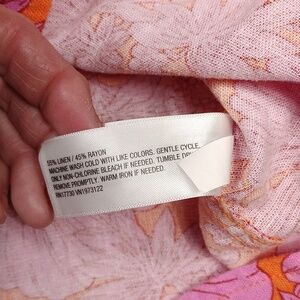 55% LINEN / 45% RAYON
MACHINE WASH COLD WITH LIKE COLORS. GENTLE CYCLE.
ONLY NON-CHLORINE BLEACH IF NEEDED. TUMBLE
REMOVE PROMPTLY. WARM IRON IF NEEDED.
RN17730 VN1973122